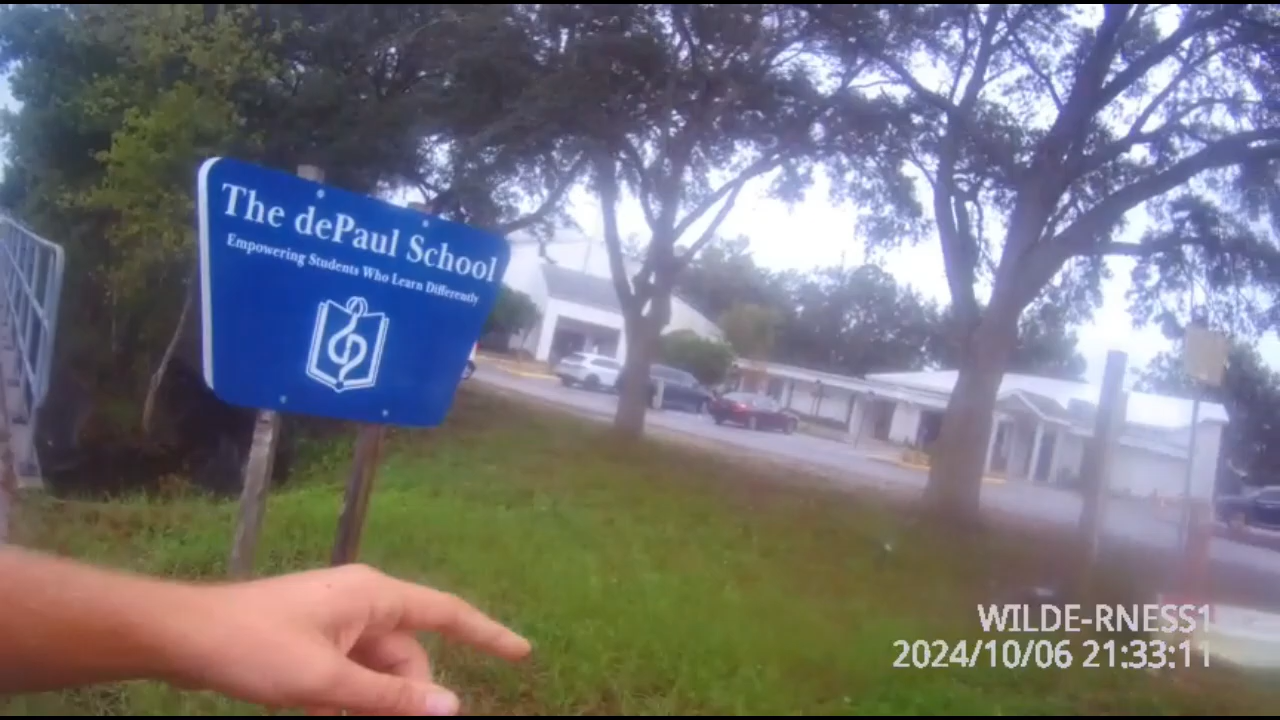 The dePaul School
Empowering Students Who Learn Differently
WILDE-RNESS1
2024/10/06 21:33:11